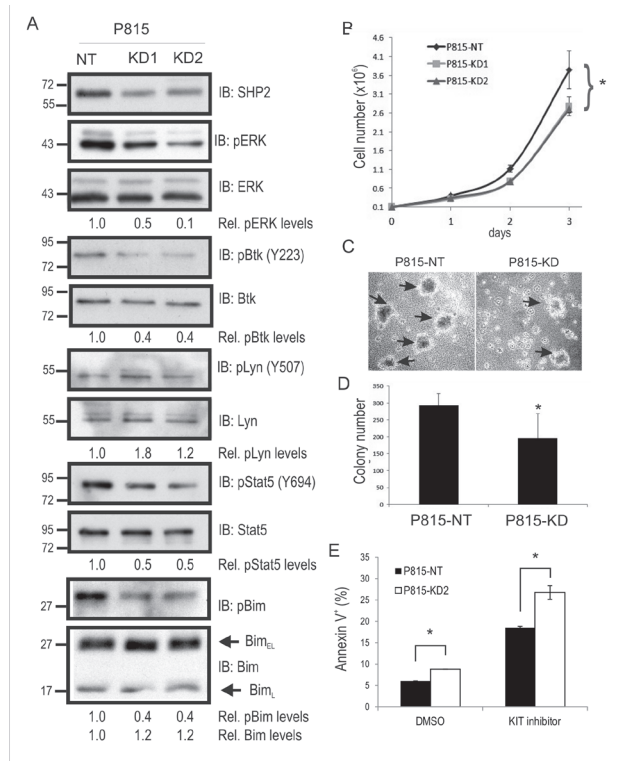 A
P815
NT KD1 KD2
72
55
IB: SHP2
43
IB: pERK
43
IB: ERK
1.0 0.5 0.1 Rel. pERK levels
95
72
IB: pBtk (Y223)
95
72
IB: Btk
1.0 0.4 0.4 Rel. pBtk levels
55
IB: pLyn (Y507)
55
IB: Lyn
1.0 1.8 1.2 Rel. pLyn levels
95
72
IB: pStat5 (Y694)
95
72
IB: Stat5
1.0 0.5 0.5 Rel. pStat5 levels
27
IB: pBim
27
BimEL
IB: Bim
17
BimL
1.0 0.4 0.4 Rel. pBim levels
1.0 1.2 1.2 Rel. Bim levels
B
Cell number (x10⁶)
4.6
4.1
3.6
3.1
2.6
2.1
1.6
1.1
0.6
0.1
P815-NT
P815-KD1
P815-KD2
*
0 1 2 3
days
C
P815-NT P815-KD
D
Colony number
350
300
250
200
150
100
50
0
*
P815-NT P815-KD
E
Annexin V⁺ (%)
35
30
25
20
15
10
5
0
P815-NT
P815-KD2
*
*
DMSO KIT inhibitor